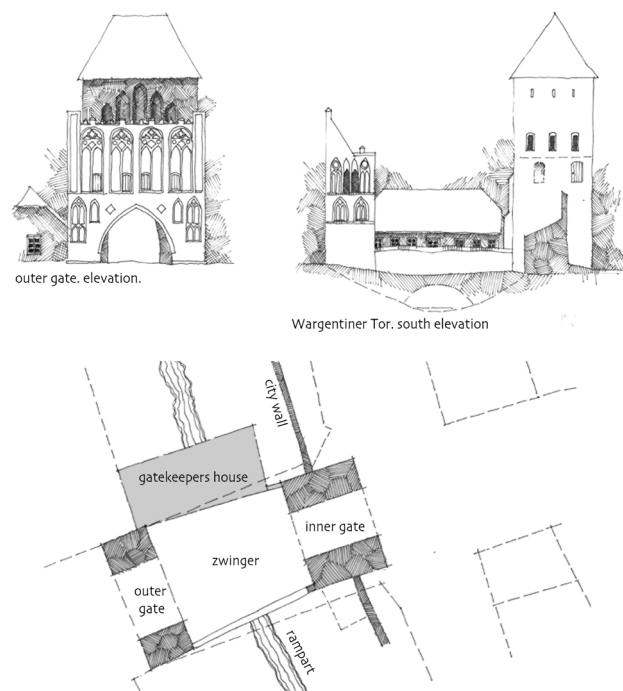 outer gate. elevation.
Wargentiner Tor. south elevation
city wall
gatekeepers house
inner gate
zwinger
outer
gate
rampart